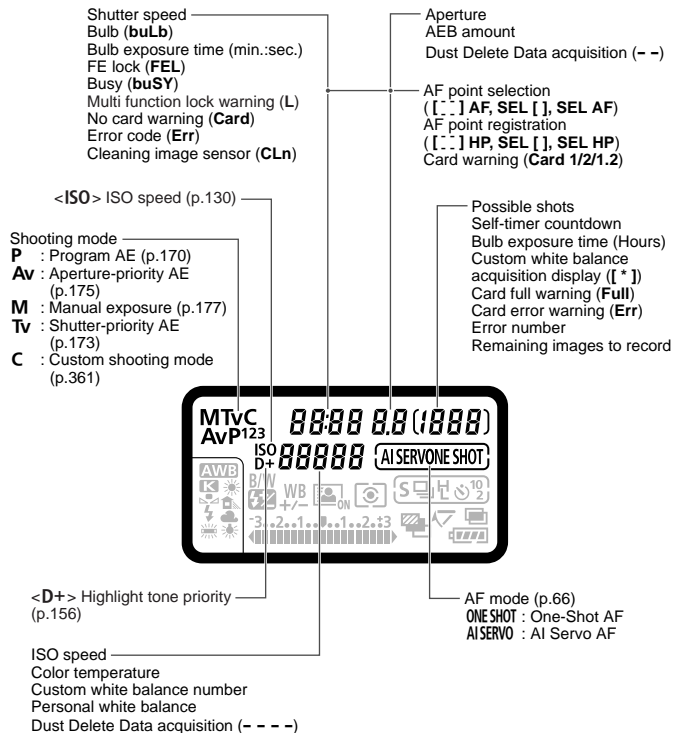 Shutter speed
Bulb (buLb)
Bulb exposure time (min.:sec.)
FE lock (FEL)
Busy (buSY)
Multi function lock warning (L)
No card warning (Card)
Error code (Err)
Cleaning image sensor (CLn)
Aperture
AEB amount
Dust Delete Data acquisition (– –)
AF point selection
([ ] AF, SEL [ ], SEL AF)
AF point registration
([ ] HP, SEL [ ], SEL HP)
Card warning (Card 1/2/1.2)
<ISO> ISO speed (p.130)
Possible shots
Self-timer countdown
Bulb exposure time (Hours)
Custom white balance
acquisition display ([ * ])
Card full warning (Full)
Card error warning (Err)
Error number
Remaining images to record
Shooting mode
P : Program AE (p.170)
Av : Aperture-priority AE
(p.175)
M : Manual exposure (p.177)
Tv : Shutter-priority AE
(p.173)
C : Custom shooting mode
(p.361)
MTvC 88:88 8.8 (1888)
AvP123
ISO
D+ 88888 AI SERVONE SHOT
AWB
K
B/W
WB
+/–
ON
S H 10
2
-3..2..1..0..1..2.+3
<D+> Highlight tone priority
(p.156)
AF mode (p.66)
ONE SHOT : One-Shot AF
AI SERVO : AI Servo AF
ISO speed
Color temperature
Custom white balance number
Personal white balance
Dust Delete Data acquisition (– – – –)